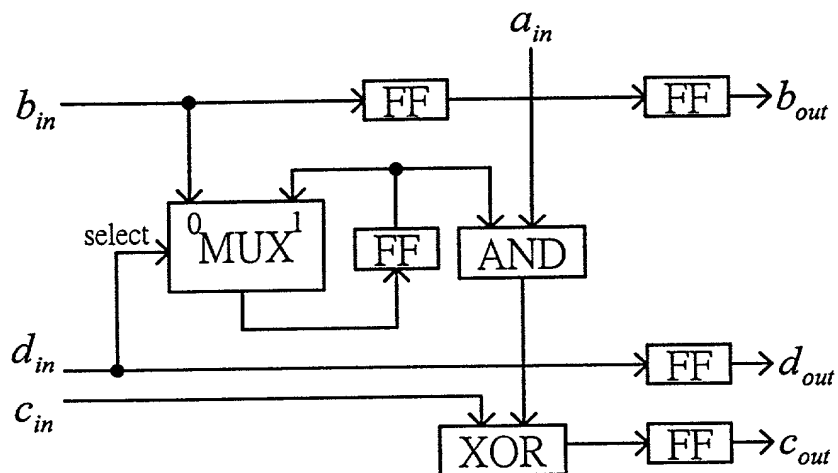 a_in
b_in
FF
FF
b_out
0 1
select
MUX
FF
AND
d_in
FF
d_out
c_in
XOR
FF
c_out